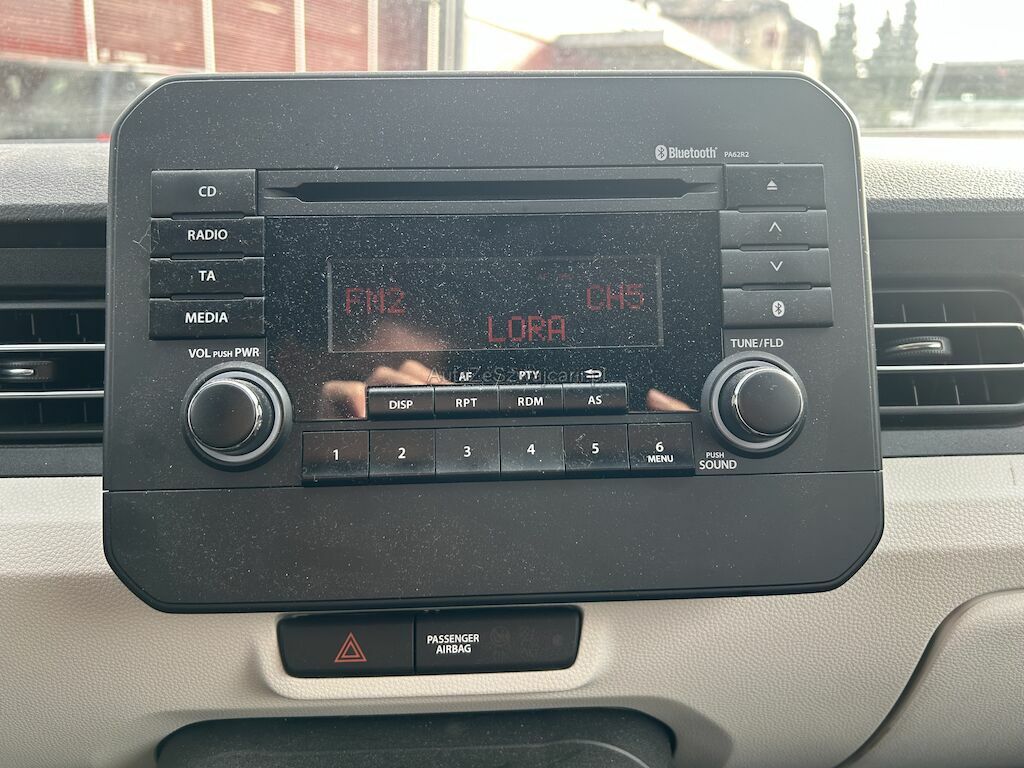 Bluetooth® PA62R2
CD
RADIO
TA
MEDIA
VOL PUSH PWR
FM2 CH5
LORA
TUNE/FLD
AF PTY
DISP RPT RDM AS
1 2 3 4 5 6
MENU
PUSH
SOUND
PASSENGER
AIRBAG